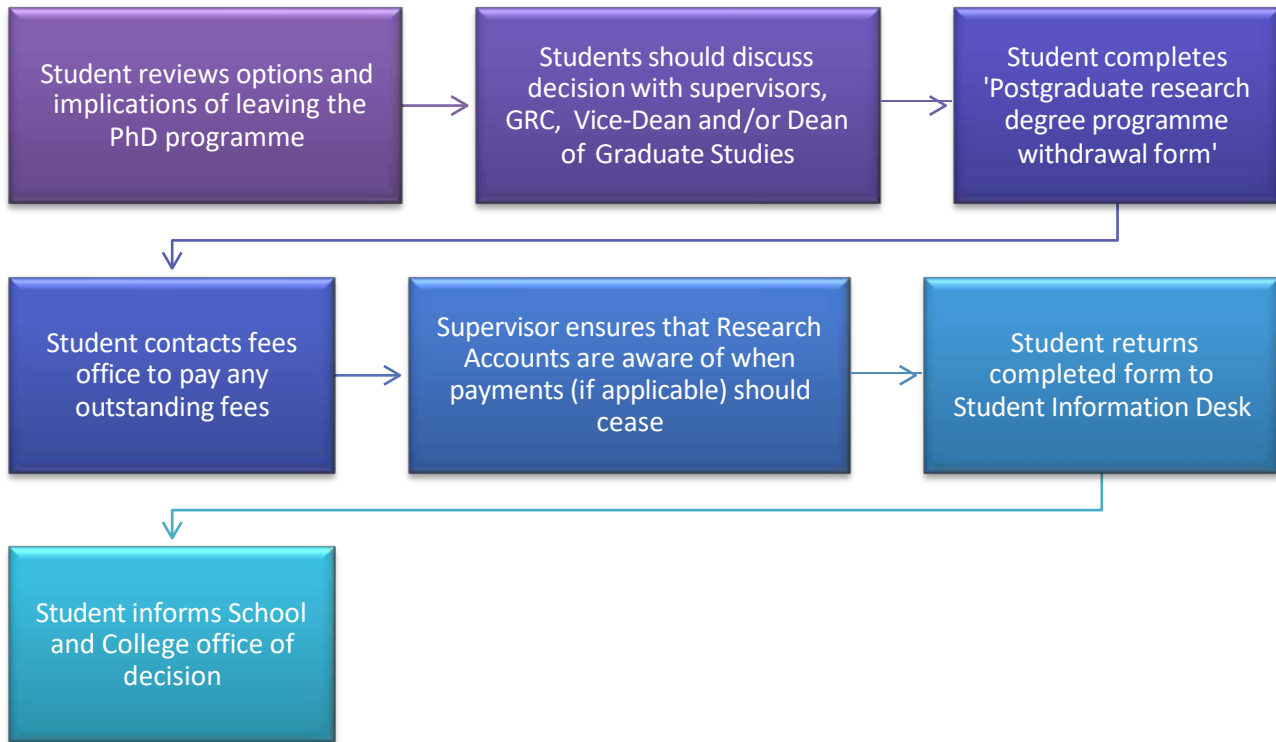 Student reviews options and
implications of leaving the
PhD programme
Students should discuss
decision with supervisors,
GRC, Vice-Dean and/or Dean
of Graduate Studies
Student completes
'Postgraduate research
degree programme
withdrawal form'
Student contacts fees
office to pay any
outstanding fees
Supervisor ensures that Research
Accounts are aware of when
payments (if applicable) should
cease
Student returns
completed form to
Student Information Desk
Student informs School
and College office of
decision